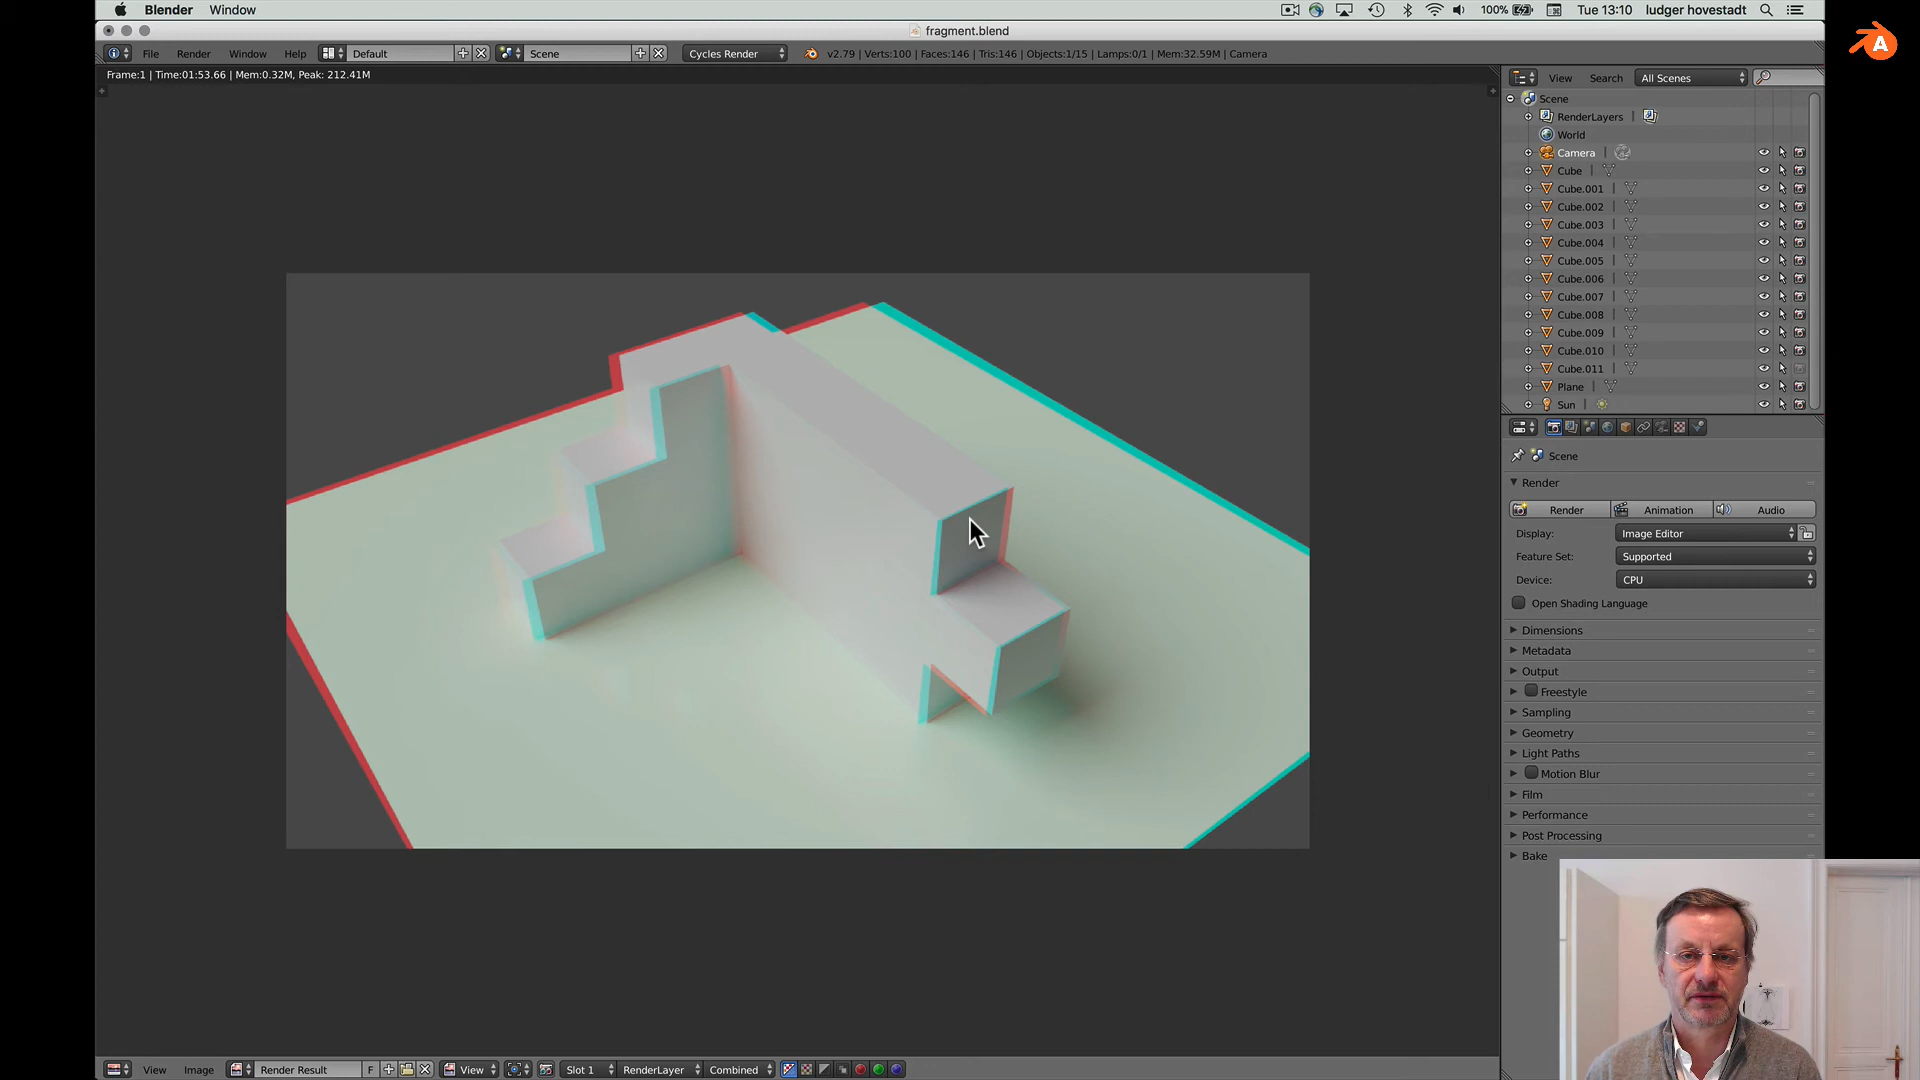 Blender Window 100% Tue 13:10 ludger hovestadt
fragment.blend
File Render Window Help Default Scene Cycles Render v2.79 | Verts:100 | Faces:146 | Tris:146 | Objects:1/15 | Lamps:0/1 | Mem:32.59M | Camera
Frame:1 | Time:01:53.66 | Mem:0.32M, Peak: 212.41M
View Search All Scenes
Scene
RenderLayers
World
Camera
Cube
Cube.001
Cube.002
Cube.003
Cube.004
Cube.005
Cube.006
Cube.007
Cube.008
Cube.009
Cube.010
Cube.011
Plane
Sun
Scene
Render
Render Animation Audio
Display: Image Editor
Feature Set: Supported
Device: CPU
Open Shading Language
Dimensions
Metadata
Output
Freestyle
Sampling
Geometry
Light Paths
Motion Blur
Film
Performance
Post Processing
Bake
View Image Render Result F View Slot 1 RenderLayer Combined
A